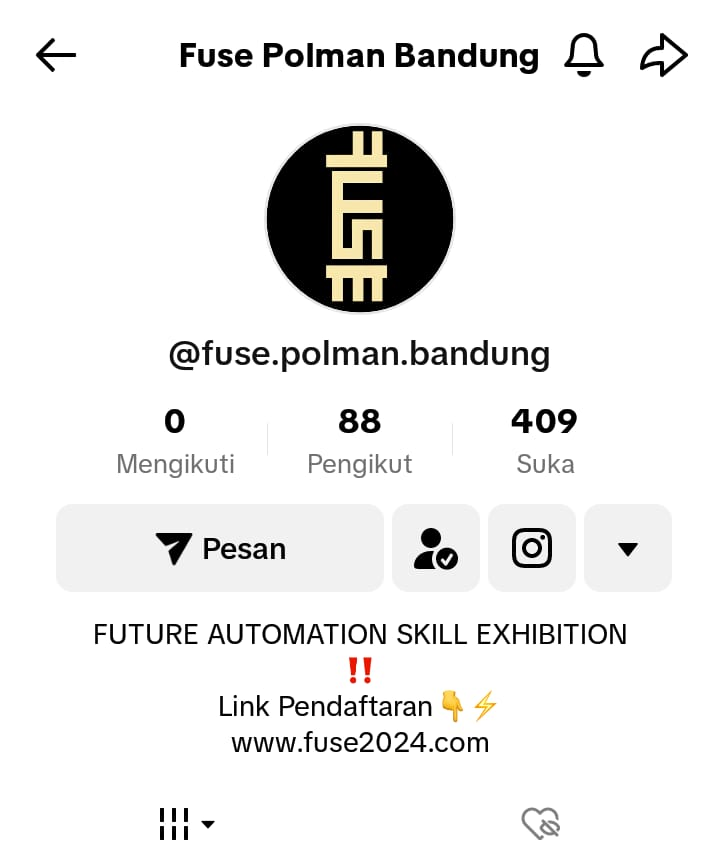 Fuse Polman Bandung
FUSE
@fuse.polman.bandung
0 88 409
Mengikuti Pengikut Suka
Pesan
FUTURE AUTOMATION SKILL EXHIBITION
‼️
Link Pendaftaran👇⚡
www.fuse2024.com